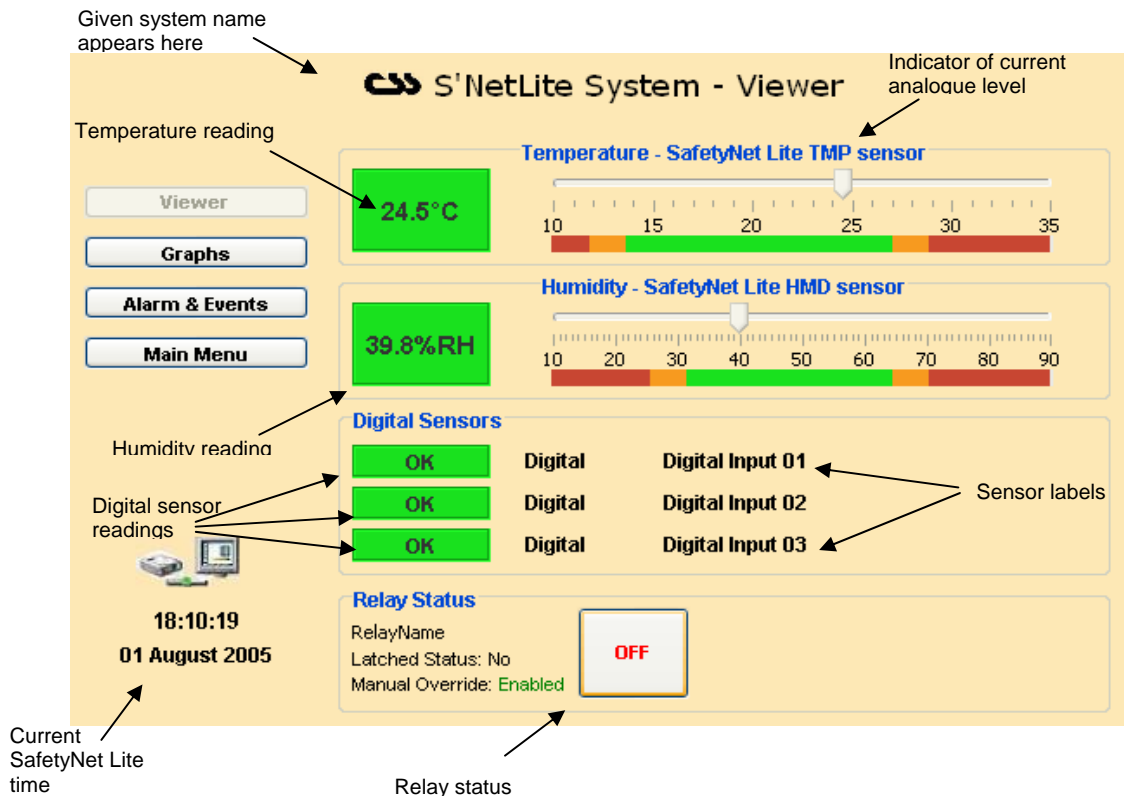 Given system name
appears here
CSS S'NetLite System - Viewer
Indicator of current
analogue level
Temperature reading
Temperature - SafetyNet Lite TMP sensor
24.5°C
10 15 20 25 30 35
Viewer
Graphs
Alarm & Events
Main Menu
Humidity - SafetyNet Lite HMD sensor
39.8%RH
10 20 30 40 50 60 70 80 90
Humidity reading
Digital Sensors
OK Digital Digital Input 01
OK Digital Digital Input 02
OK Digital Digital Input 03
Sensor labels
Digital sensor
readings
18:10:19
01 August 2005
Relay Status
RelayName
Latched Status: No
Manual Override: Enabled
OFF
Current
SafetyNet Lite
time
Relay status